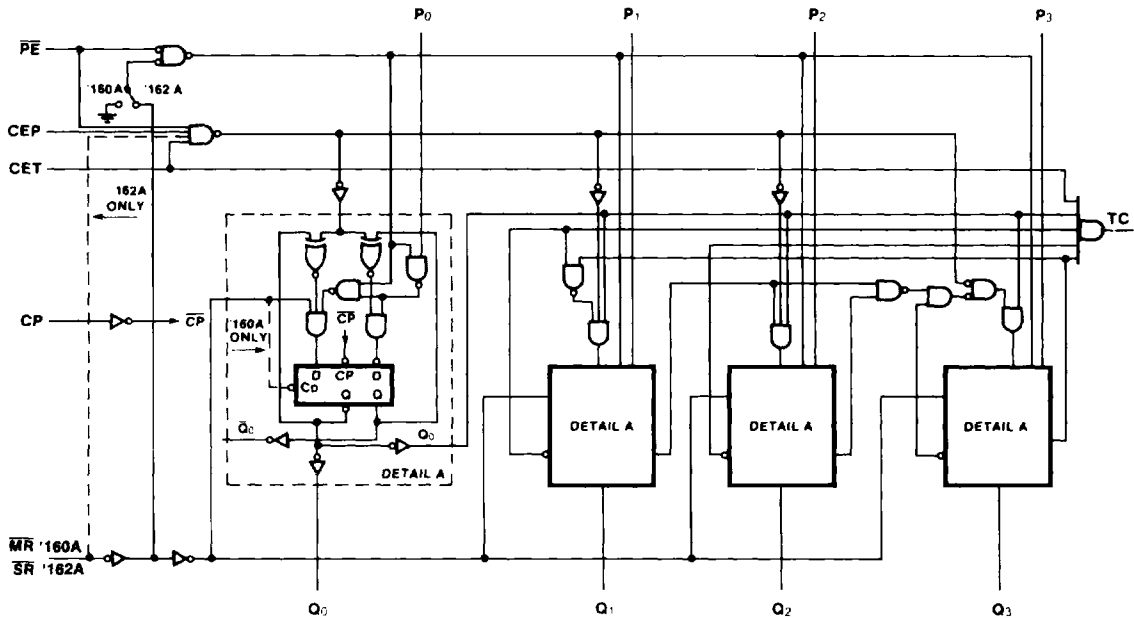 P0
P1
P2
P3
PE
'160A
'162 A
CEP
CET
162A
ONLY
TC
CP
CP
160A
ONLY
CP
D
CP
D
CD
Q
Q
Q0
Q0
DETAIL A
DETAIL A
DETAIL A
DETAIL A
MR '160A
SR '162A
Q0
Q1
Q2
Q3